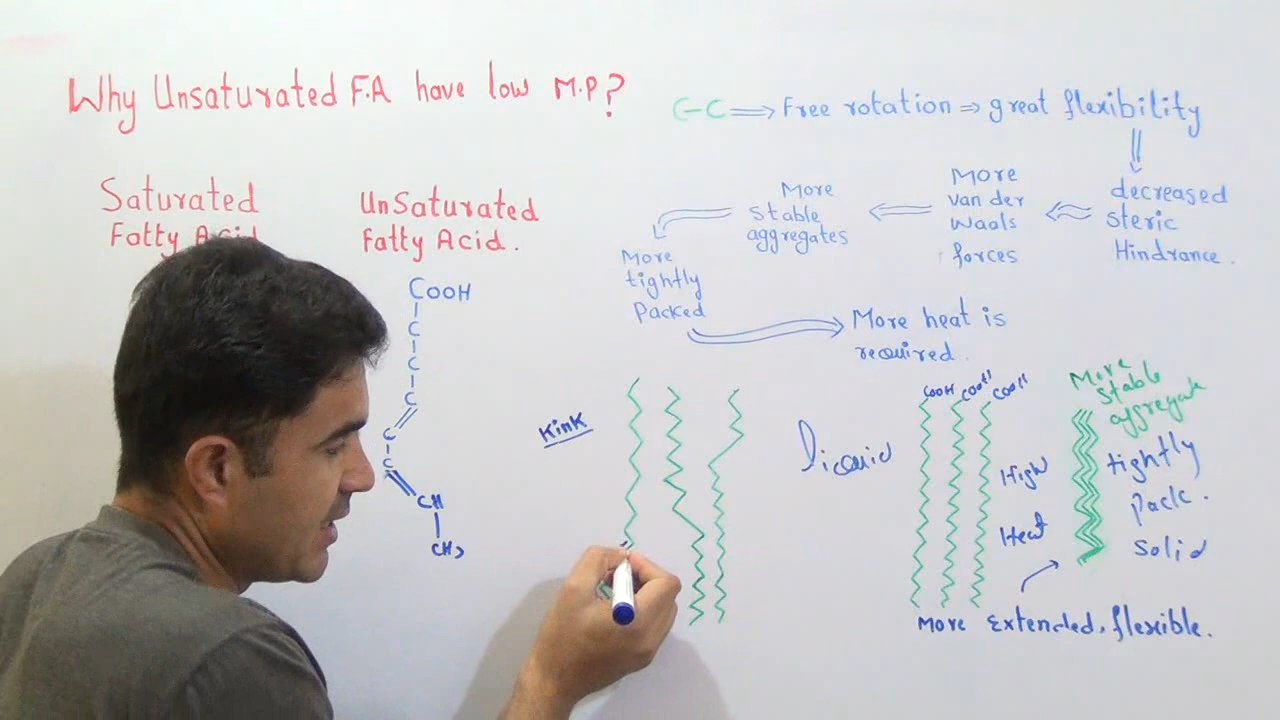 Why Unsaturated F.A have low M.P?
C-C ⟹ Free rotation ⇒ great flexibility
decreased
steric
Hindrance.
More
van der
Waals
forces
More
stable
aggregates
More
tightly
Packed
More heat is
required.
Saturated
Fatty Acid
UnSaturated
Fatty Acid.
COOH
C
C
C
C
C
CH
CH3
Kink
liquid
COOH COOH COOH
High
Heat
More
stable
aggregate
tightly
pack.
Solid
More Extended, flexible.